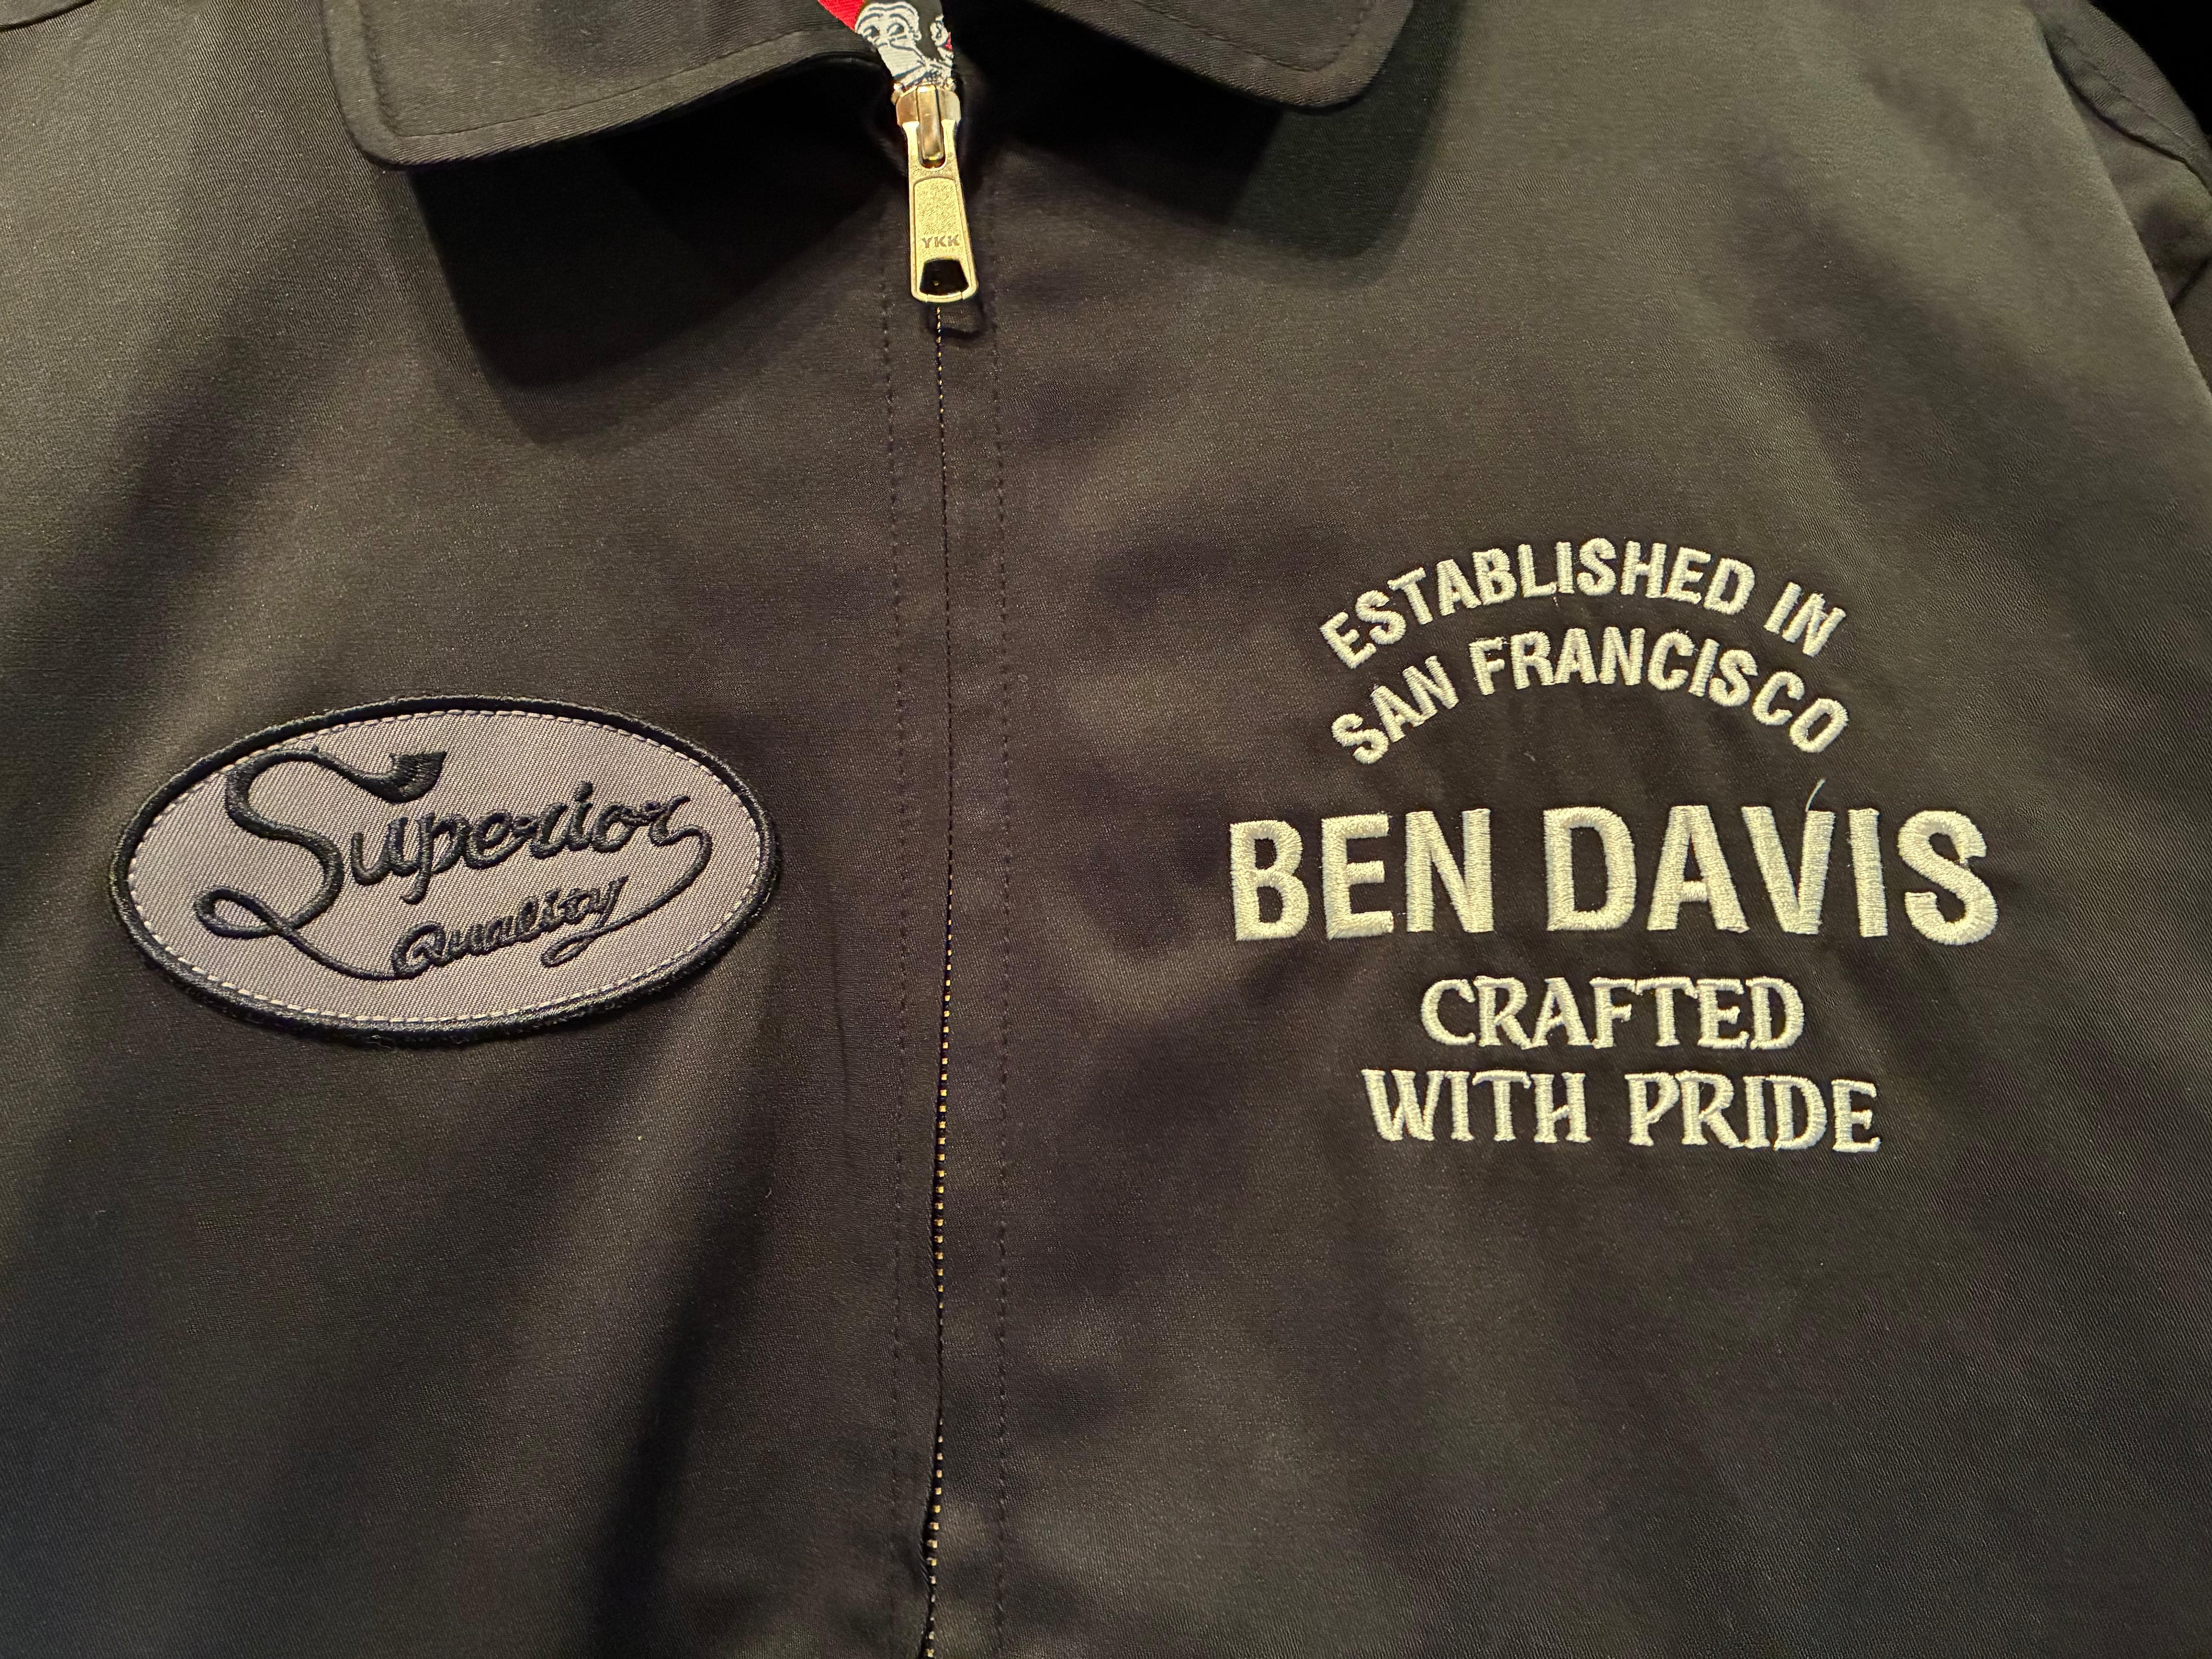 YKK
Superior
Quality
ESTABLISHED IN
SAN FRANCISCO
BEN DAVIS
CRAFTED
WITH PRIDE